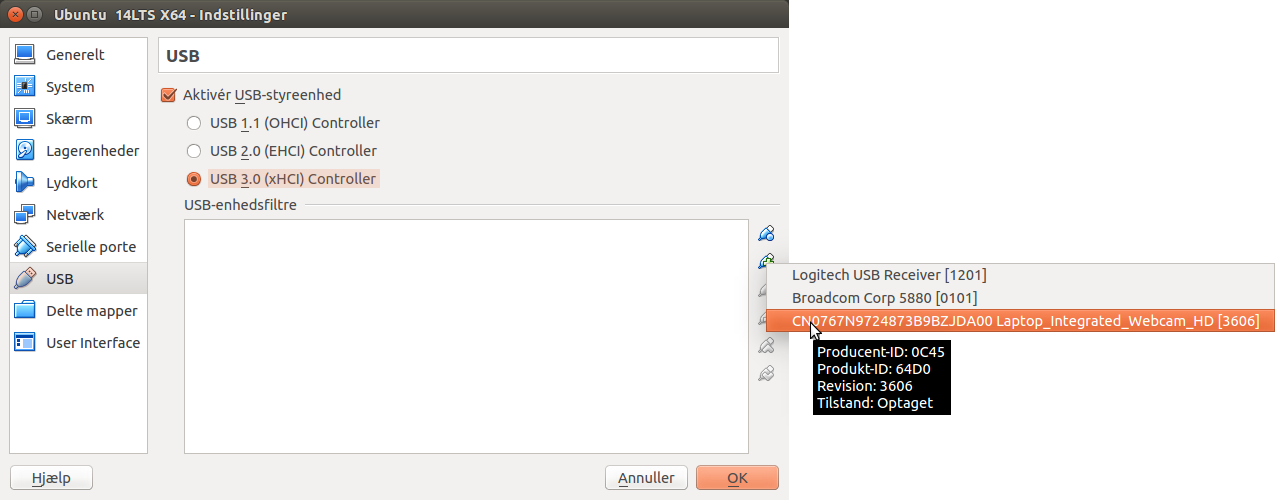 Ubuntu 14LTS X64 - Indstillinger
Generelt
System
Skærm
Lagerenheder
Lydkort
Netværk
Serielle porte
USB
Delte mapper
User Interface
USB
Aktivér USB-styreenhed
USB 1.1 (OHCI) Controller
USB 2.0 (EHCI) Controller
USB 3.0 (xHCI) Controller
USB-enhedsfiltre
Logitech USB Receiver [1201]
Broadcom Corp 5880 [0101]
CN0767N9724873B9BZJDA00 Laptop_Integrated_Webcam_HD [3606]
Producent-ID: 0C45
Produkt-ID: 64D0
Revision: 3606
Tilstand: Optaget
Hjælp
Annuller
OK